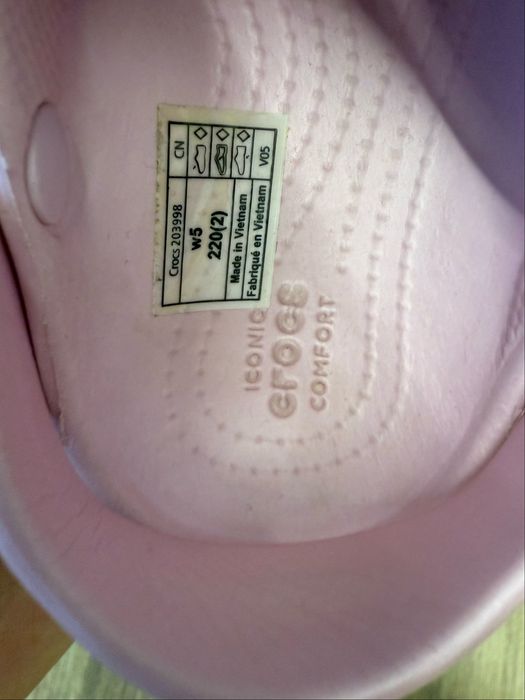 Crocs 203998
CN
w5
220(2)
Made in Vietnam
Fabriqué en Vietnam
V05
ICONIC
crocs
COMFORT